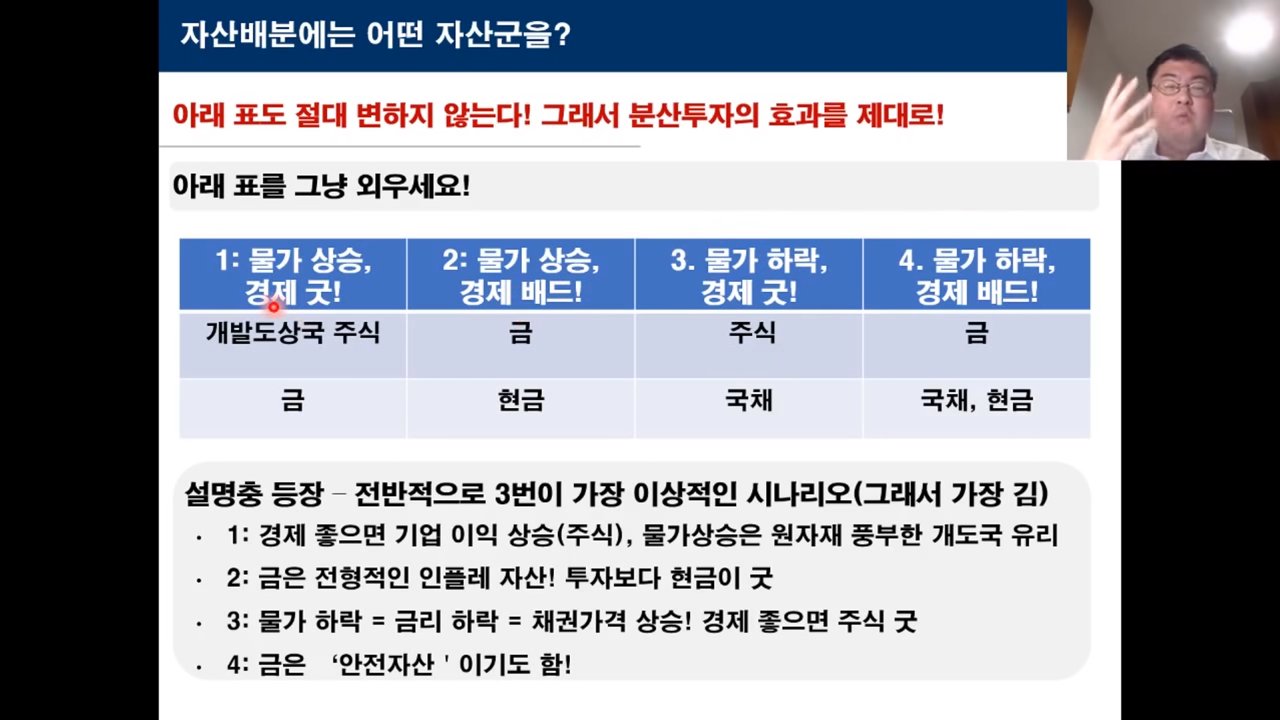 자산배분에는 어떤 자산군을?
아래 표도 절대 변하지 않는다! 그래서 분산투자의 효과를 제대로!
아래 표를 그냥 외우세요!
1: 물가 상승, 경제 굿!
2: 물가 상승, 경제 배드!
3. 물가 하락, 경제 굿!
4. 물가 하락, 경제 배드!
개발도상국 주식
금
주식
금
금
현금
국채
국채, 현금
설명충 등장 – 전반적으로 3번이 가장 이상적인 시나리오(그래서 가장 김)
· 1: 경제 좋으면 기업 이익 상승(주식), 물가상승은 원자재 풍부한 개도국 유리
· 2: 금은 전형적인 인플레 자산! 투자보다 현금이 굿
· 3: 물가 하락 = 금리 하락 = 채권가격 상승! 경제 좋으면 주식 굿
· 4: 금은 ‘안전자산 ' 이기도 함!